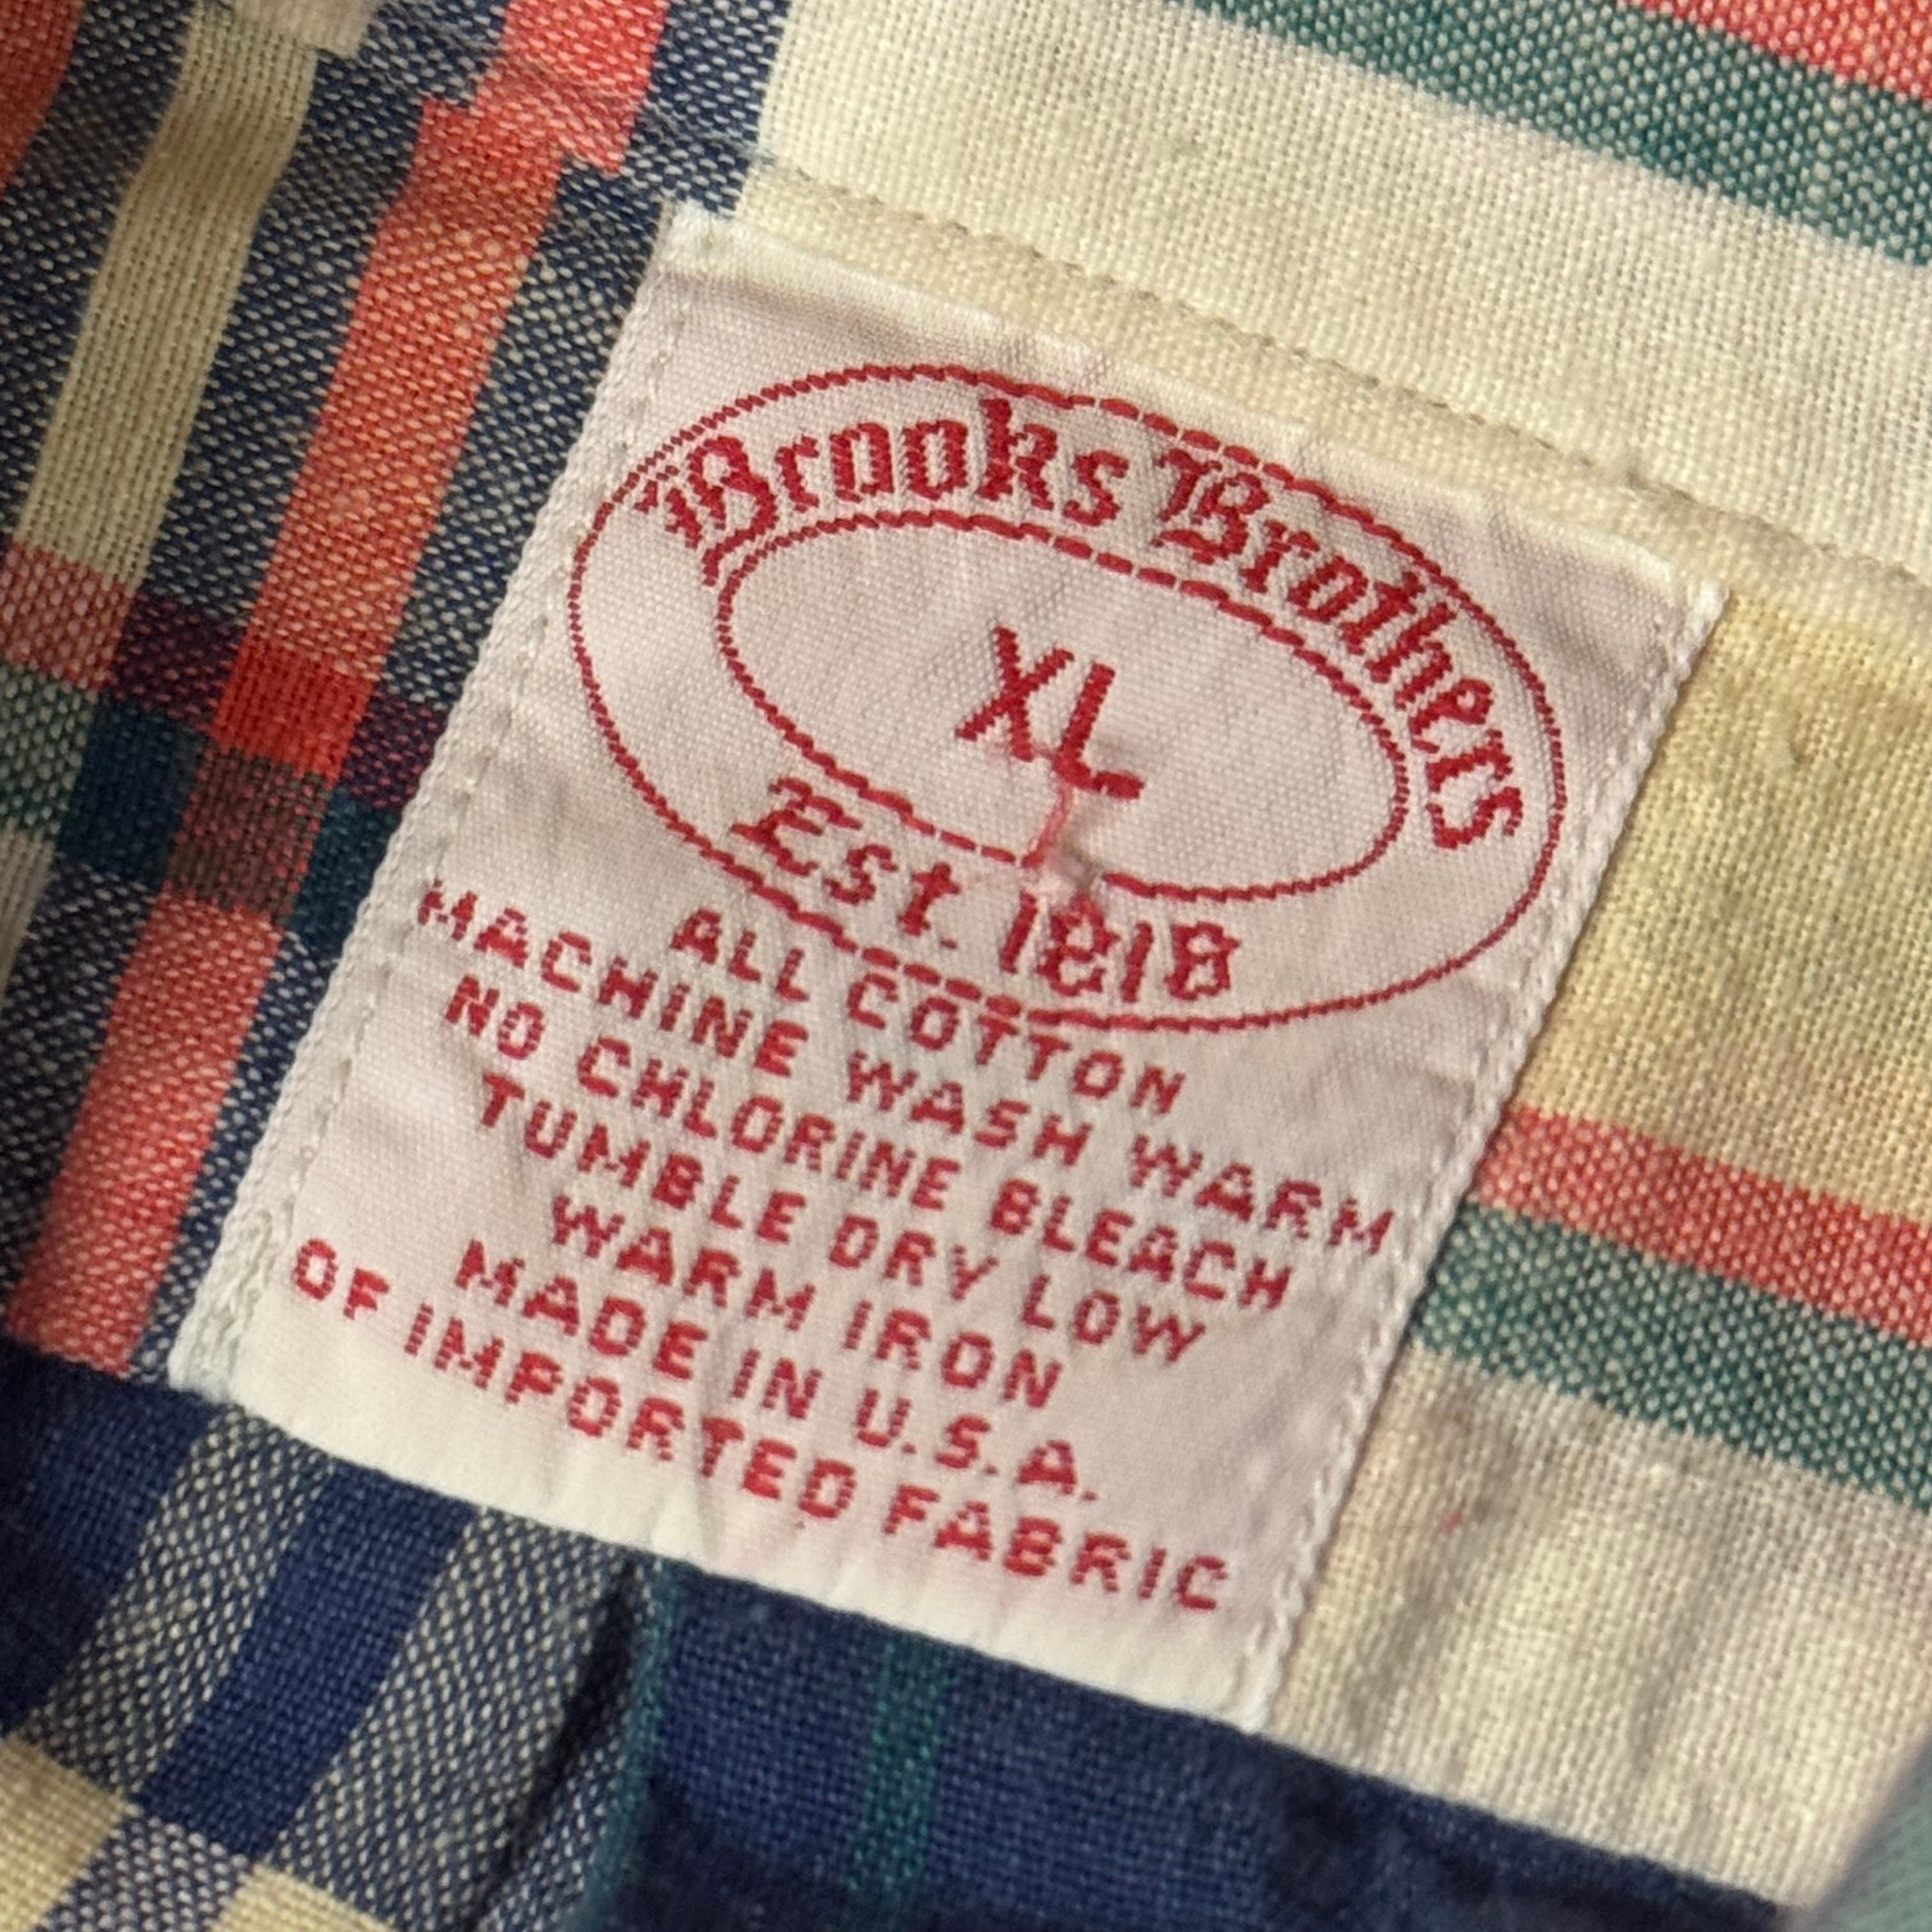 Brooks Brothers
XL
Est. 1818
ALL COTTON
MACHINE WASH WARM
NO CHLORINE BLEACH
TUMBLE DRY LOW
WARM IRON
MADE IN U.S.A.
OF IMPORTED FABRIC